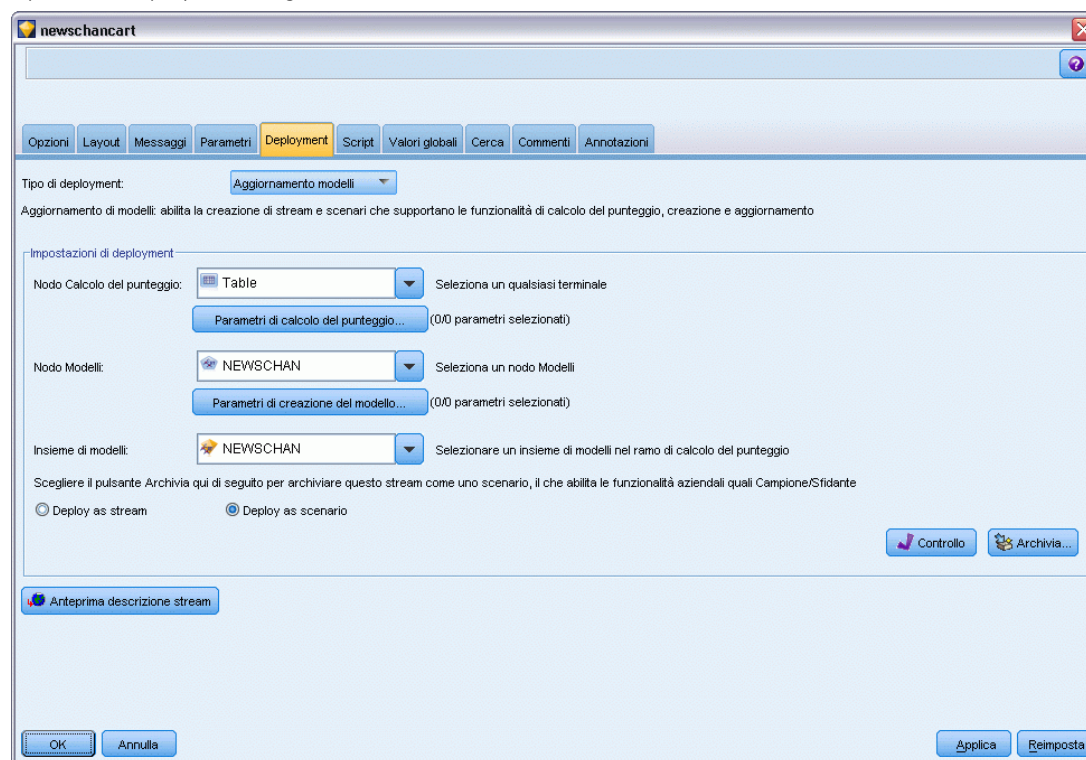 newschancart
Opzioni Layout Messaggi Parametri Deployment Script Valori globali Cerca Commenti Annotazioni
Tipo di deployment: Aggiornamento modelli
Aggiornamento di modelli: abilita la creazione di stream e scenari che supportano le funzionalità di calcolo del punteggio, creazione e aggiornamento
Impostazioni di deployment
Nodo Calcolo del punteggio: Table Seleziona un qualsiasi terminale
Parametri di calcolo del punteggio... (0/0 parametri selezionati)
Nodo Modelli: NEWSCHAN Seleziona un nodo Modelli
Parametri di creazione del modello... (0/0 parametri selezionati)
Insieme di modelli: NEWSCHAN Selezionare un insieme di modelli nel ramo di calcolo del punteggio
Scegliere il pulsante Archivia qui di seguito per archiviare questo stream come uno scenario, il che abilita le funzionalità aziendali quali Campione/Sfidante
Deploy as stream Deploy as scenario
Controllo Archivia...
Anteprima descrizione stream
OK Annulla Applica Reimposta